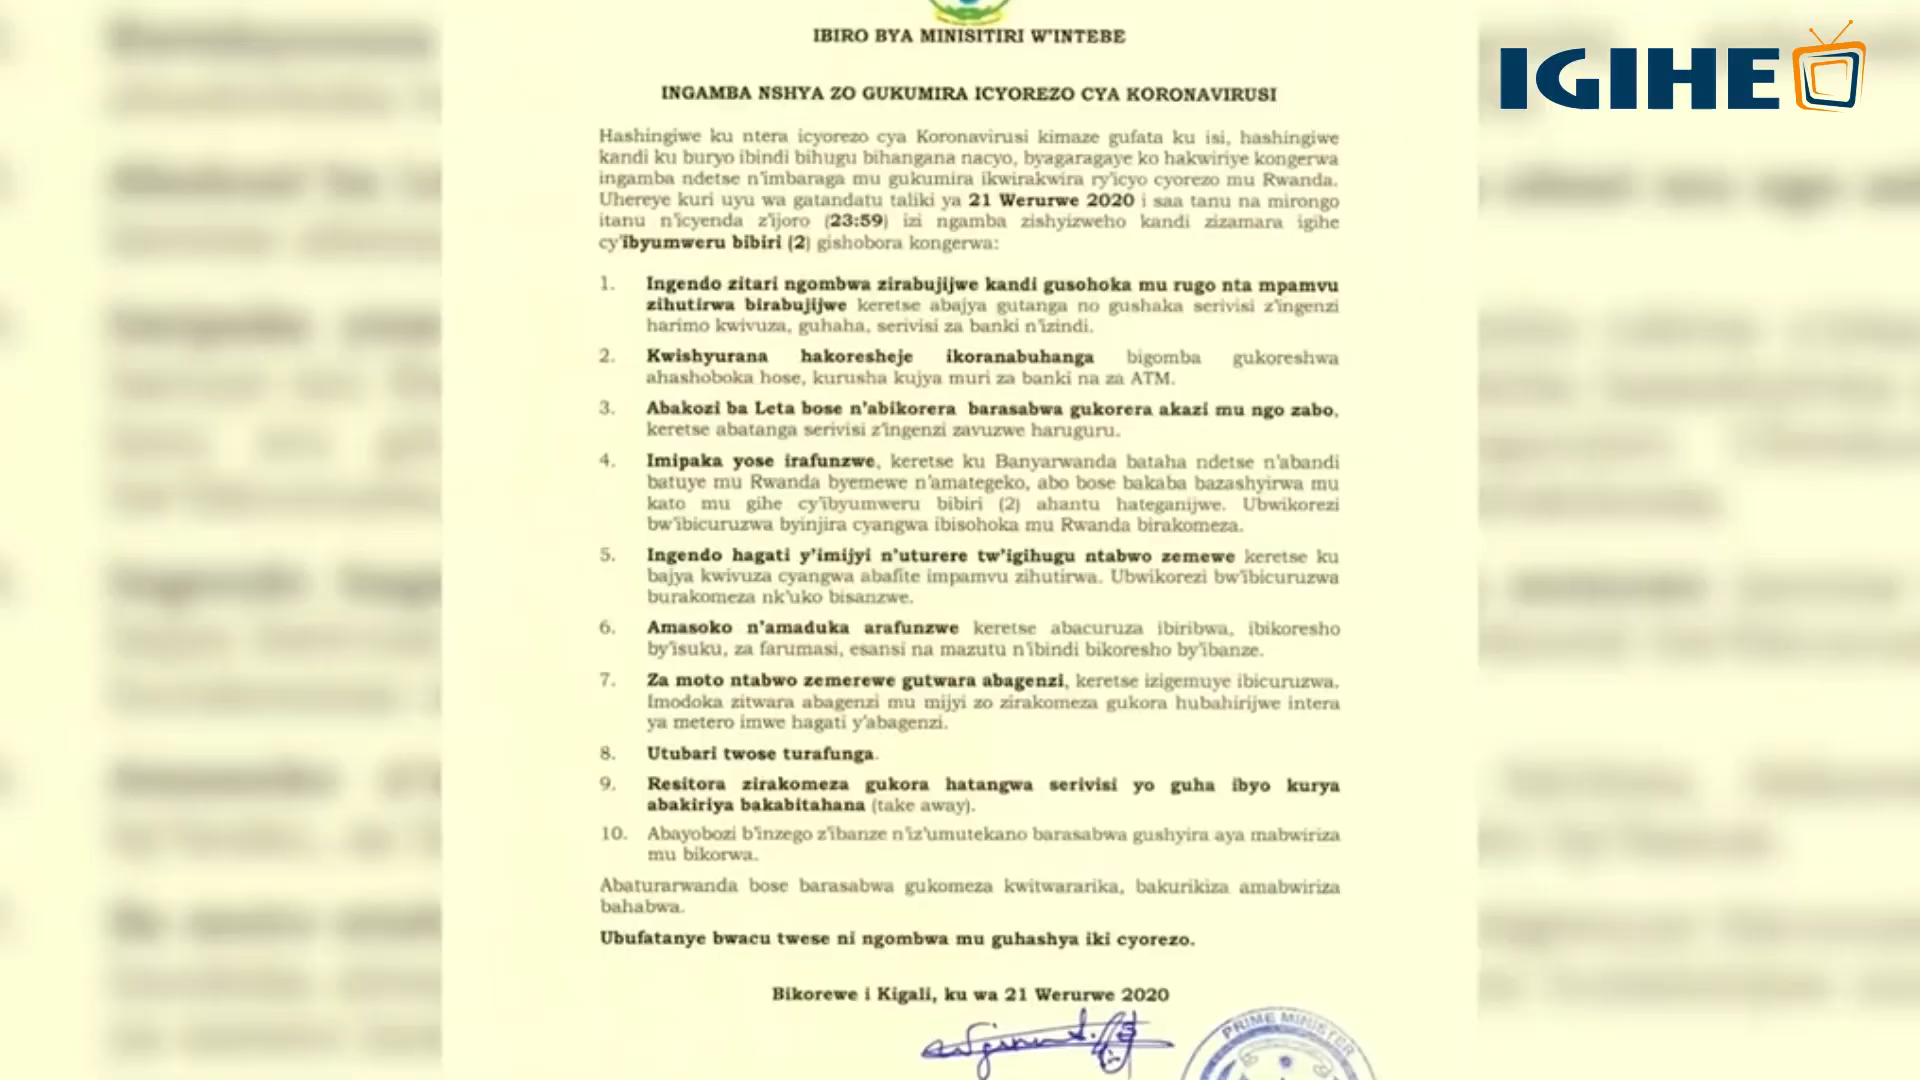 IBIRO BYA MINISITIRI W'INTEBE
IGIHE
INGAMBA NSHYA ZO GUKUMIRA ICYOREZO CYA KORONAVIRUSI
Hashingiwe ku ntera icyorezo cya Koronavirusi kimaze gufata ku isi, hashingiwe
kandi ku buryo ibindi bihugu bihangana nacyo, byagaragaye ko hakwiriye kongerwa
ingamba ndetse n'imbaraga mu gukumira ikwirakwira ry'icyo cyorezo mu Rwanda.
Uhereye kuri uyu wa gatandatu taliki ya 21 Werurwe 2020 i saa tanu na mirongo
itanu n'icyenda z'ijoro (23:59) izi ngamba zishyizweho kandi zizamara igihe
cy'ibyumweru bibiri (2) gishobora kongerwa:
1. Ingendo zitari ngombwa zirabujijwe kandi gusohoka mu rugo nta mpamvu
zihutirwa birabujijwe keretse abajya gutanga no gushaka serivisi z'ingenzi
harimo kwivuza, guhaha, serivisi za banki n'izindi.
2. Kwishyurana hakoresheje ikoranabuhanga bigomba gukoreshwa
ahashoboka hose, kurusha kujya muri za banki na za ATM.
3. Abakozi ba Leta bose n'abikorera barasabwa gukorera akazi mu ngo zabo,
keretse abatanga serivisi z'ingenzi zavuzwe haruguru.
4. Imipaka yose irafunzwe, keretse ku Banyarwanda bataha ndetse n'abandi
batuye mu Rwanda byemewe n'amategeko, abo bose bakaba bazashyirwa mu
kato mu gihe cy'ibyumweru bibiri (2) ahantu hateganijwe. Ubwikorezi
bw'ibicuruzwa byinjira cyangwa ibisohoka mu Rwanda birakomeza.
5. Ingendo hagati y'imijyi n'uturere tw'igihugu ntabwo zemewe keretse ku
bajya kwivuza cyangwa abafite impamvu zihutirwa. Ubwikorezi bw'ibicuruzwa
burakomeza nk'uko bisanzwe.
6. Amasoko n'amaduka arafunzwe keretse abacuruza ibiribwa, ibikoresho
by'isuku, za farumasi, esansi na mazutu n'ibindi bikoresho by'ibanze.
7. Za moto ntabwo zemerewe gutwara abagenzi, keretse izigemuye ibicuruzwa.
Imodoka zitwara abagenzi mu mijyi zo zirakomeza gukora hubahirijwe intera
ya metero imwe hagati y'abagenzi.
8. Utubari twose turafunga.
9. Resitora zirakomeza gukora hatangwa serivisi yo guha ibyo kurya
abakiriya bakabitahana (take away).
10. Abayobozi b'inzego z'ibanze n'iz'umutekano barasabwa gushyira aya mabwiriza
mu bikorwa.
Abaturarwanda bose barasabwa gukomeza kwitwararika, bakurikiza amabwiriza
bahabwa.
Ubufatanye bwacu twese ni ngombwa mu guhashya iki cyorezo.
Bikorewe i Kigali, ku wa 21 Werurwe 2020
PRIME MINISTER